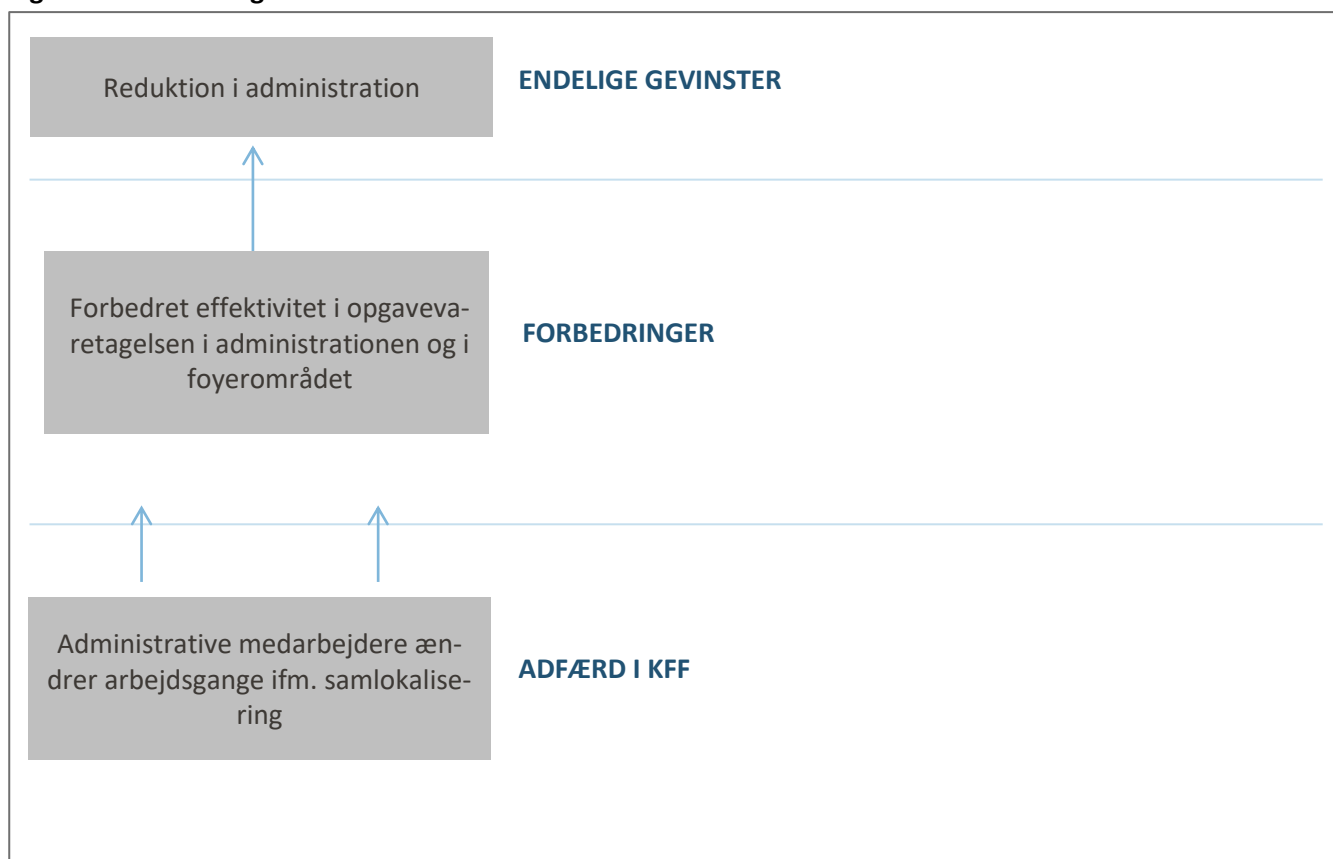 Reduktion i administration
ENDELIGE GEVINSTER
Forbedret effektivitet i opgaveva-
retagelsen i administrationen og i
foyerområdet
FORBEDRINGER
Administrative medarbejdere æn-
drer arbejdsgange ifm. samlokalise-
ring
ADFÆRD I KFF